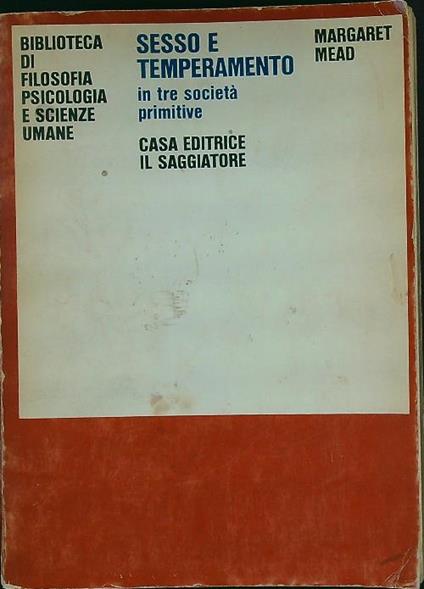 BIBLIOTECA
DI
FILOSOFIA
PSICOLOGIA
E SCIENZE
UMANE
SESSO E
TEMPERAMENTO
in tre società
primitive
CASA EDITRICE
IL SAGGIATORE
MARGARET
MEAD